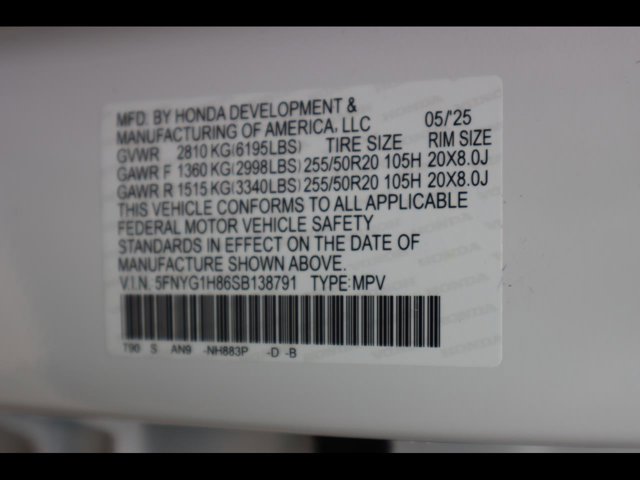 MFD. BY HONDA DEVELOPMENT &
MANUFACTURING OF AMERICA, LLC 05/'25
GVWR 2810 KG(6195LBS) TIRE SIZE RIM SIZE
GAWR F 1360 KG(2998LBS) 255/50R20 105H 20X8.0J
GAWR R 1515 KG(3340LBS) 255/50R20 105H 20X8.0J
THIS VEHICLE CONFORMS TO ALL APPLICABLE
FEDERAL MOTOR VEHICLE SAFETY
STANDARDS IN EFFECT ON THE DATE OF
MANUFACTURE SHOWN ABOVE.
V.I.N. 5FNYG1H86SB138791 TYPE:MPV
T90 S AN9 -NH883P -D -B